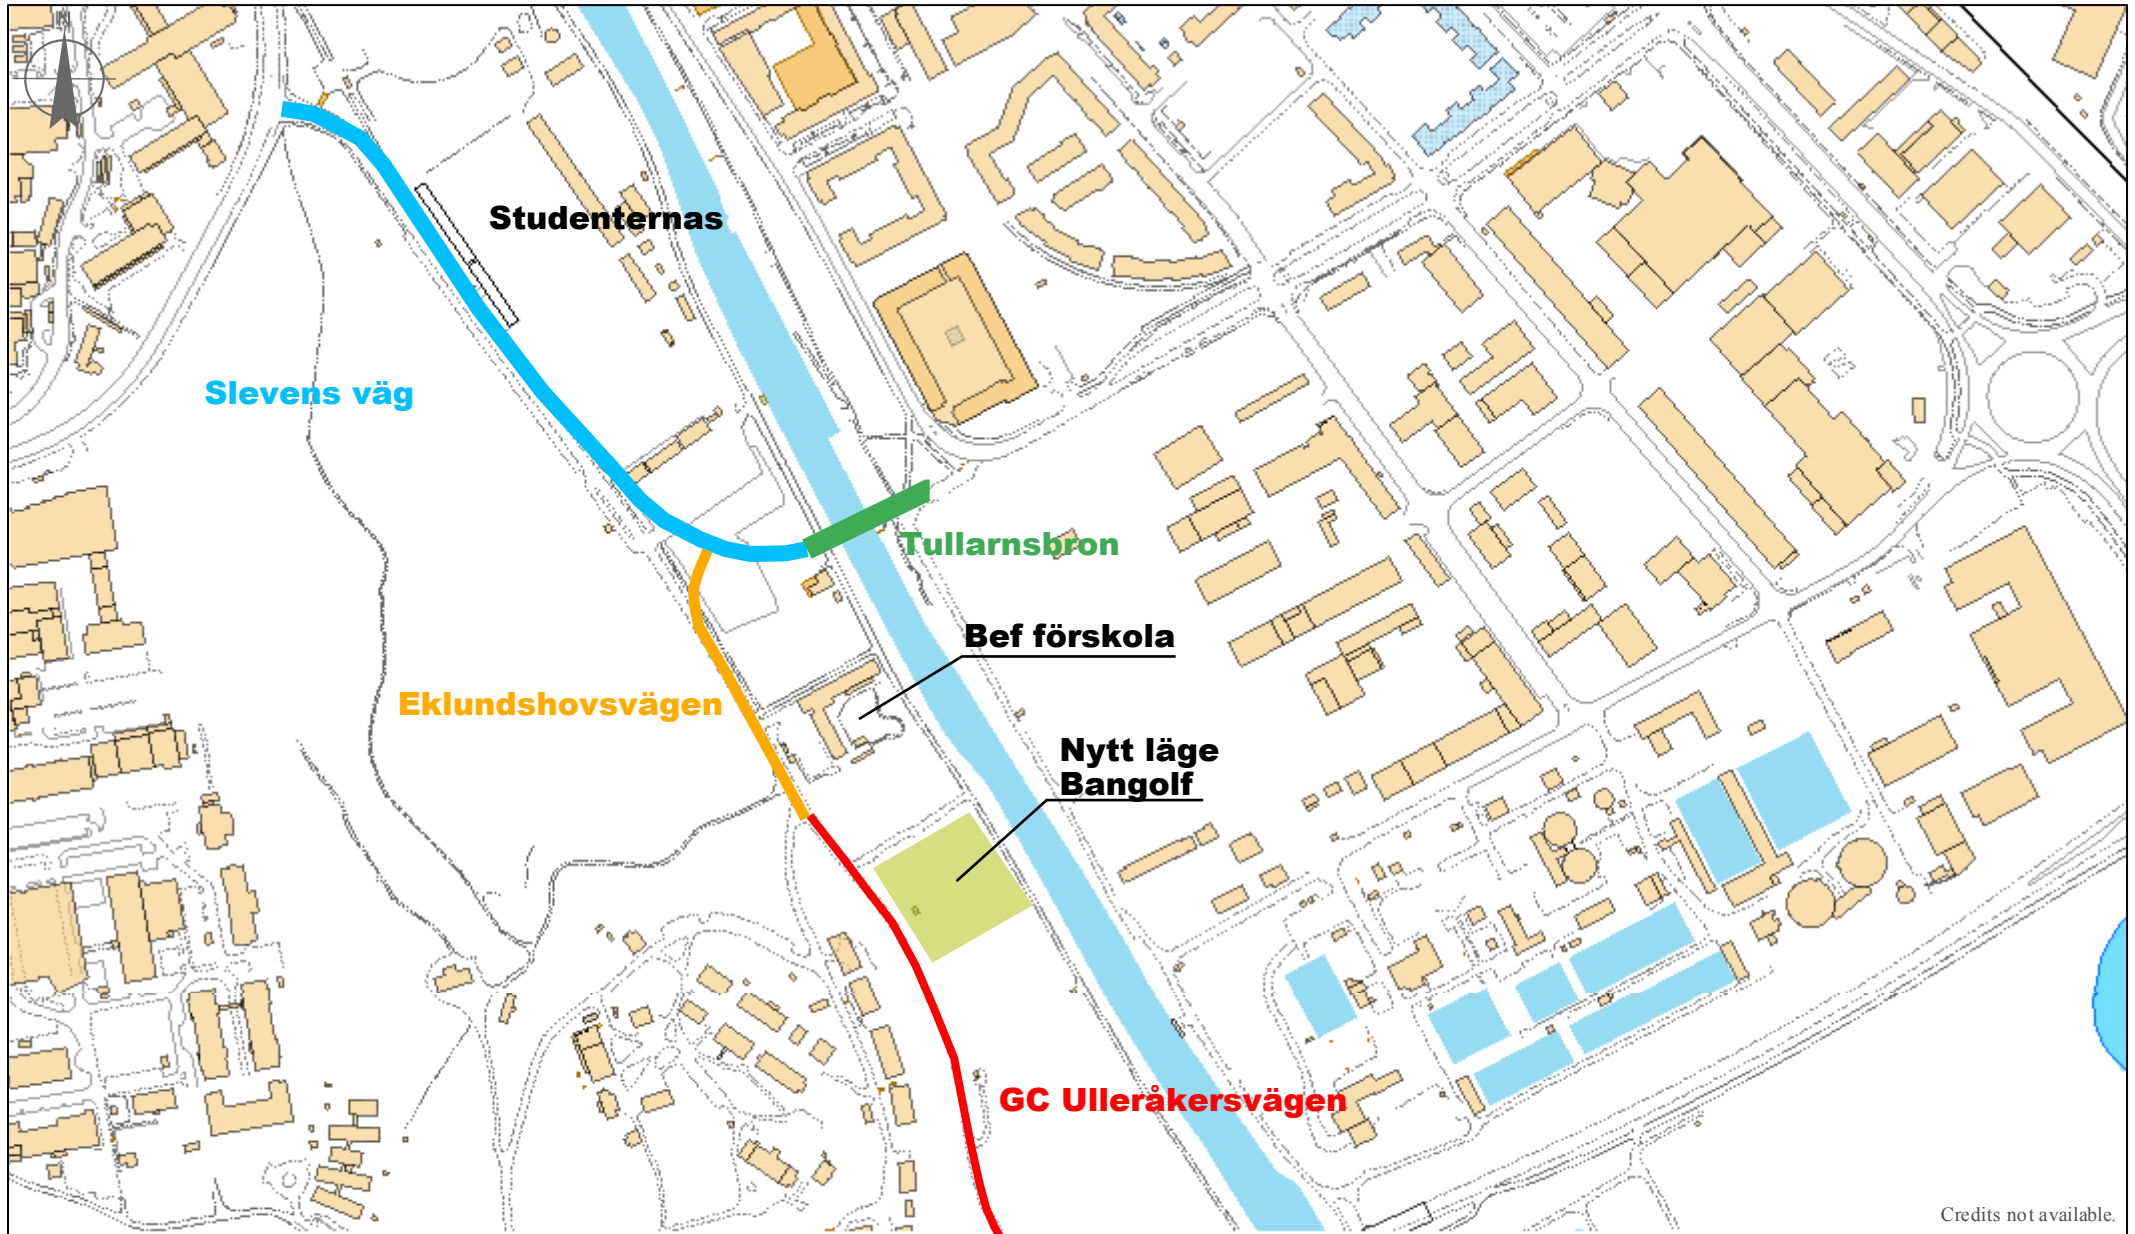 N
Studenternas
Slevens väg
Tullarnsbron
Bef förskola
Eklundshovsvägen
Nytt läge
Bangolf
GC Ulleråkersvägen
Credits not available.